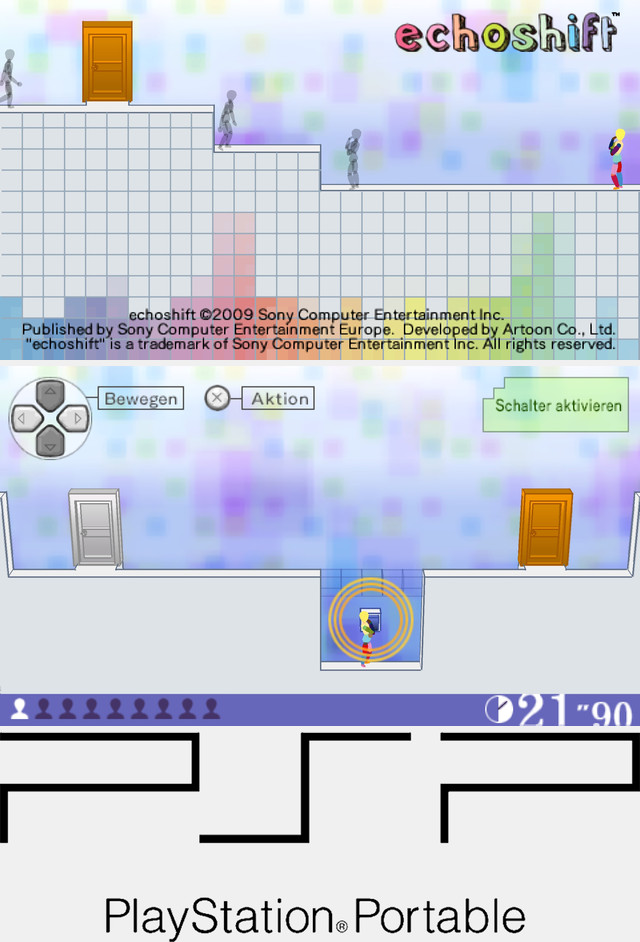 echoshift™
echoshift ©2009 Sony Computer Entertainment Inc.
Published by Sony Computer Entertainment Europe. Developed by Artoon Co., Ltd.
"echoshift" is a trademark of Sony Computer Entertainment Inc. All rights reserved.
Bewegen
Aktion
Schalter aktivieren
21"90
PSP
PlayStation®Portable